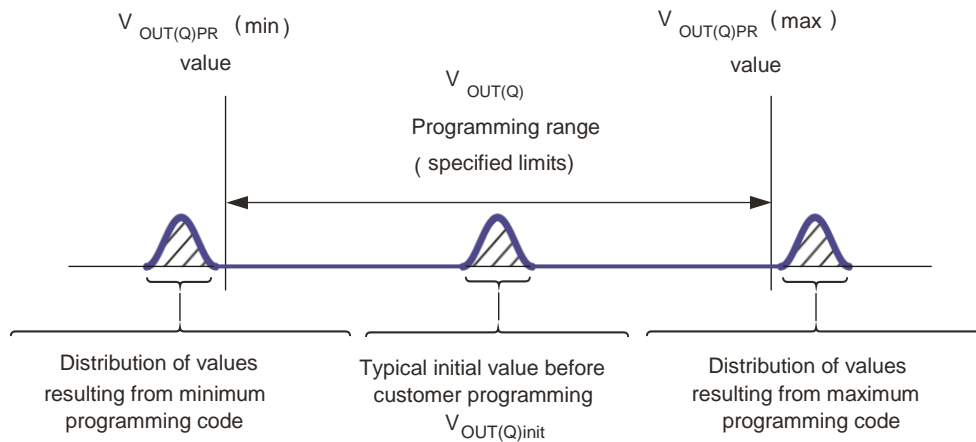 V OUT(Q)PR (min)
value
V OUT(Q)PR (max)
value
V OUT(Q)
Programming range
( specified limits)
Distribution of values
resulting from minimum
programming code
Typical initial value before
customer programming
V OUT(Q)init
Distribution of values
resulting from maximum
programming code